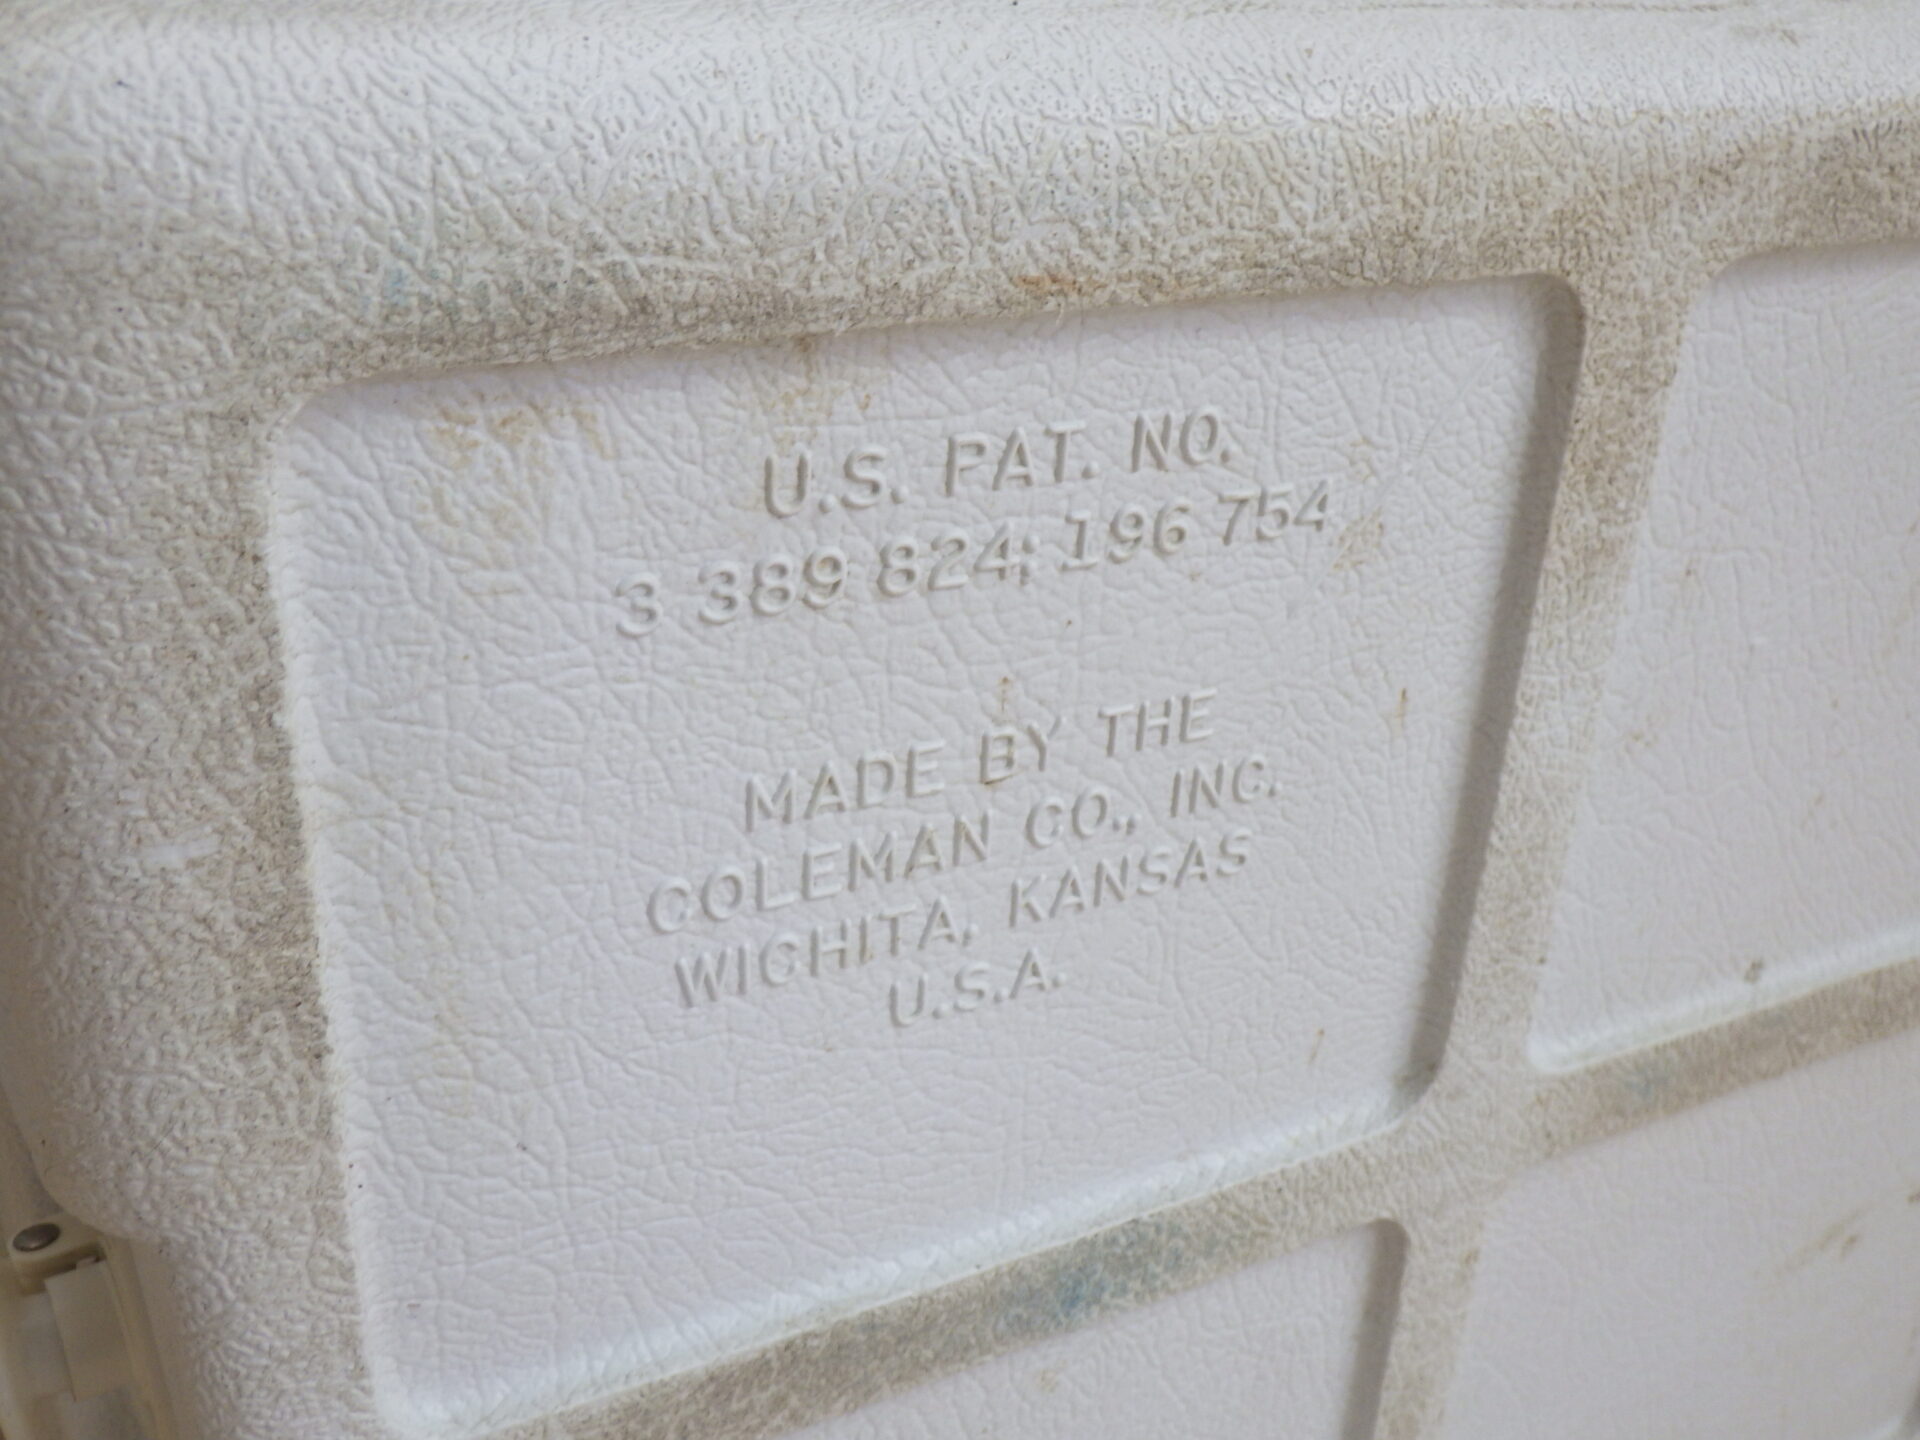 U.S. PAT. NO.
3 389 824; 196 754
MADE BY THE
COLEMAN CO., INC.
WICHITA, KANSAS
U.S.A.